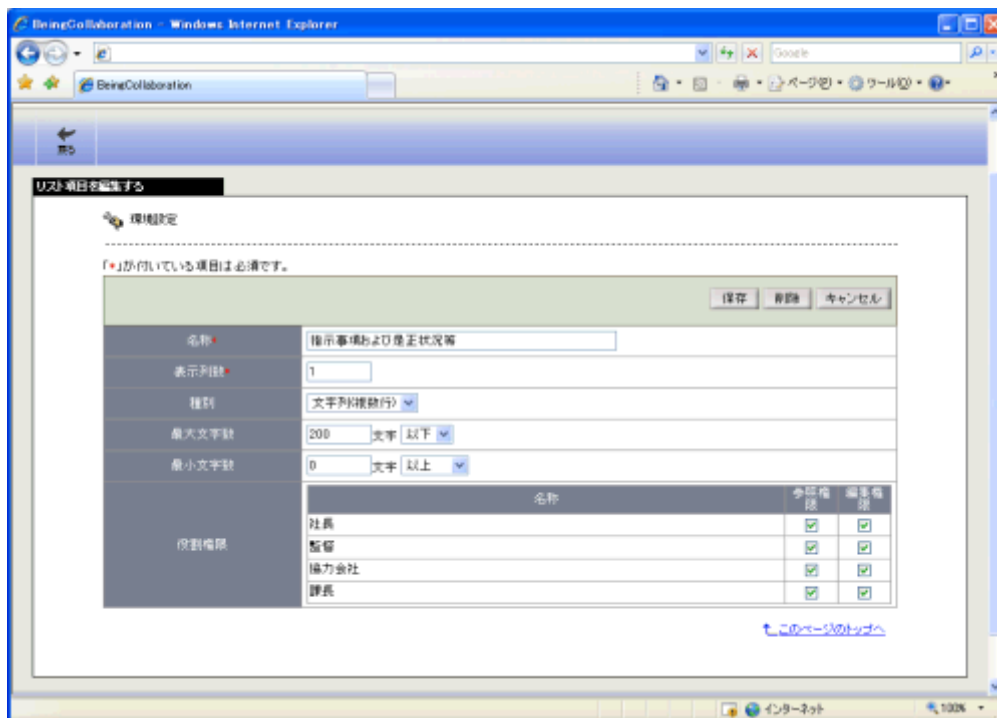 BeingCollaboration - Windows Internet Explorer
Google
BeingCollaboration
ページ(P) ツール(O)
戻る
リスト項目を編集する
環境設定
「*」が付いている項目は必須です。
保存 削除 キャンセル
名称* 指示事項および是正状況等
表示列数* 1
種別 文字列(複数行)
最大文字数 200 文字 以下
最小文字数 0 文字 以上
役割権限
名称 参照権限 編集権限
社長
監督
協力会社
課長
↑ このページのトップへ
インターネット 100%